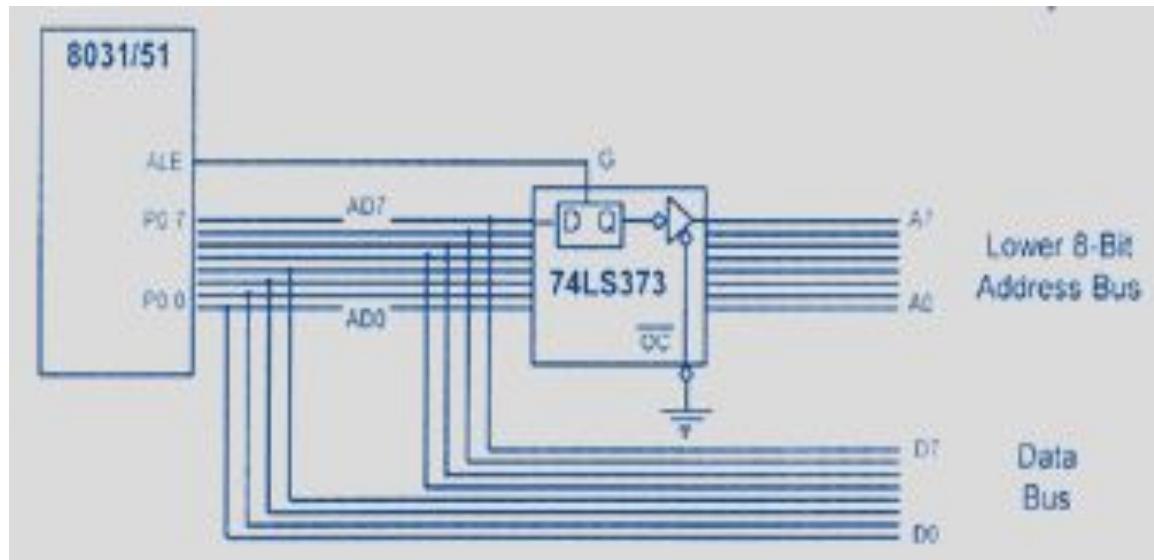 8031/51
ALE
G
P0.7
AD7
D Q
A7
Lower 8-Bit
Address Bus
74LS373
P0.0
AD0
A0
OC
D7
Data
Bus
D0